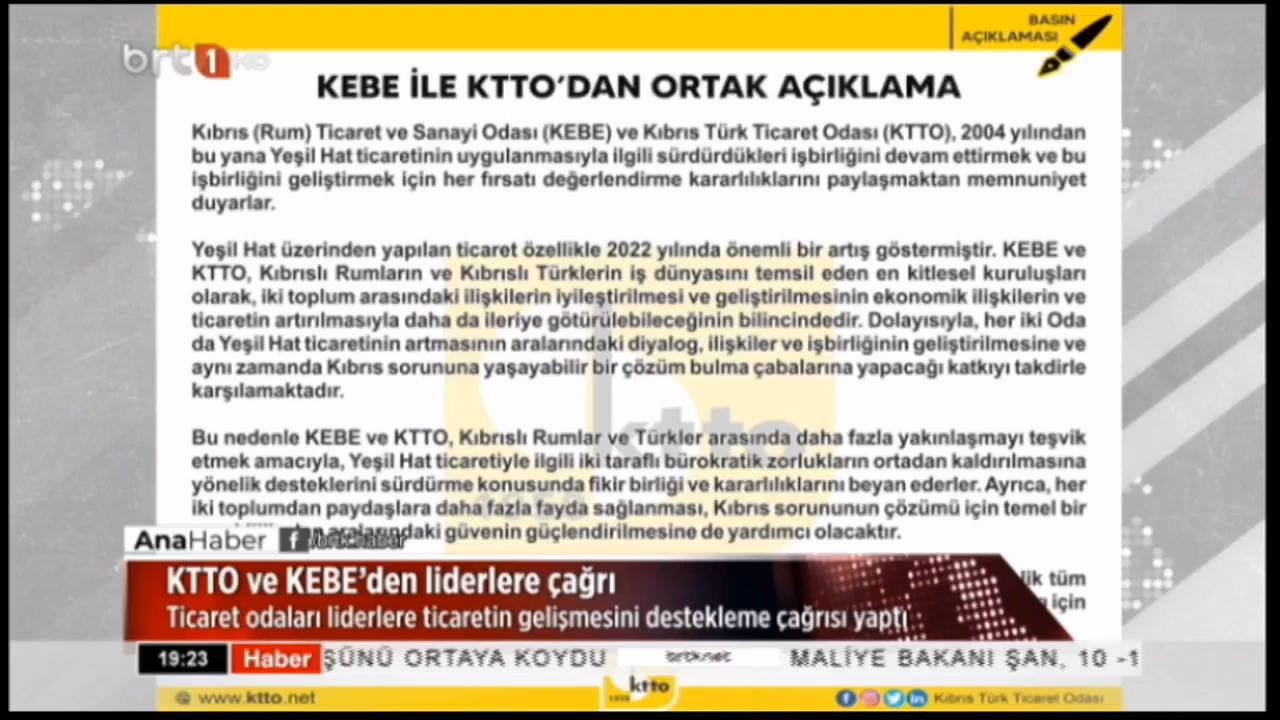 BASIN
AÇIKLAMASI
brt1 HD
KEBE İLE KTTO'DAN ORTAK AÇIKLAMA
Kıbrıs (Rum) Ticaret ve Sanayi Odası (KEBE) ve Kıbrıs Türk Ticaret Odası (KTTO), 2004 yılından
bu yana Yeşil Hat ticaretinin uygulanmasıyla ilgili sürdürdükleri işbirliğini devam ettirmek ve bu
işbirliğini geliştirmek için her fırsatı değerlendirme kararlılıklarını paylaşmaktan memnuniyet
duyarlar.
Yeşil Hat üzerinden yapılan ticaret özellikle 2022 yılında önemli bir artış göstermiştir. KEBE ve
KTTO, Kıbrıslı Rumların ve Kıbrıslı Türklerin iş dünyasını temsil eden en kitlesel kuruluşları
olarak, iki toplum arasındaki ilişkilerin iyileştirilmesi ve geliştirilmesinin ekonomik ilişkilerin ve
ticaretin artırılmasıyla daha da ileriye götürülebileceğinin bilincindedir. Dolayısıyla, her iki Oda
da Yeşil Hat ticaretinin artmasının aralarındaki diyalog, ilişkiler ve işbirliğinin geliştirilmesine ve
aynı zamanda Kıbrıs sorununa yaşayabilir bir çözüm bulma çabalarına yapacağı katkıyı takdirle
karşılamaktadır.
Bu nedenle KEBE ve KTTO, Kıbrıslı Rumlar ve Türkler arasında daha fazla yakınlaşmayı teşvik
etmek amacıyla, Yeşil Hat ticaretiyle ilgili iki taraflı bürokratik zorlukların ortadan kaldırılmasına
yönelik desteklerini sürdürme konusunda fikir birliği ve kararlılıklarını beyan ederler. Ayrıca, her
iki toplumdan paydaşlara daha fazla fayda sağlanması, Kıbrıs sorununun çözümü için temel bir
aralarındaki güvenin güçlendirilmesine de yardımcı olacaktır.
ktto
1958
AnaHaber f /brtkhaber
tüm
için
KTTO ve KEBE'den liderlere çağrı
Ticaret odaları liderlere ticaretin gelişmesini destekleme çağrısı yaptı
19:23 Haber ŞÜNÜ ORTAYA KOYDU brtk.net MALİYE BAKANI ŞAN, 10 -1
www.ktto.net
ktto
1958
Kıbrıs Türk Ticaret Odası